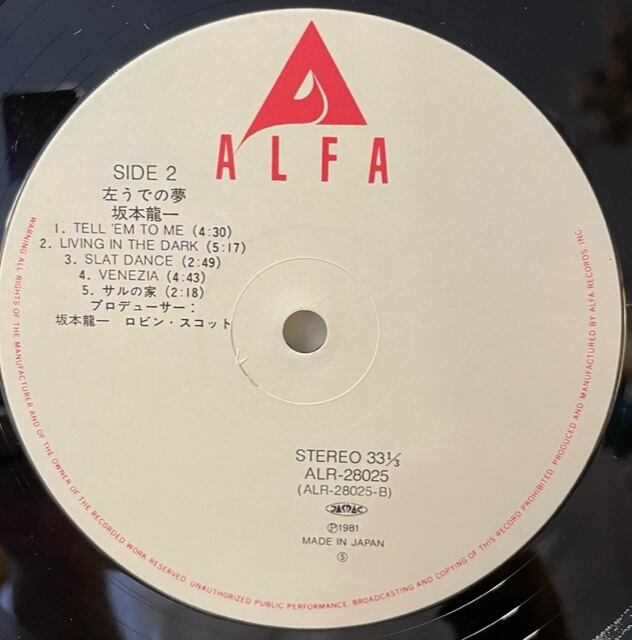 ALFA
SIDE 2
左うでの夢
坂本龍一
1. TELL 'EM TO ME (4:30)
2. LIVING IN THE DARK (5:17)
3. SLAT DANCE (2:49)
4. VENEZIA (4:43)
5. サルの家 (2:18)
プロデューサー:
坂本龍一 ロビン・スコット
STEREO 33⅓
ALR-28025
(ALR-28025-B)
JASRAC
Ⓟ1981
MADE IN JAPAN
Ⓢ
WARNING ALL RIGHTS OF THE MANUFACTURER AND OF THE OWNER OF THE RECORDED WORK RESERVED. UNAUTHORIZED PUBLIC PERFORMANCE. BROADCASTING AND COPYING OF THIS RECORD PROHIBITED. PRODUCED AND MANUFACTURED BY ALFA RECORDS, INC.